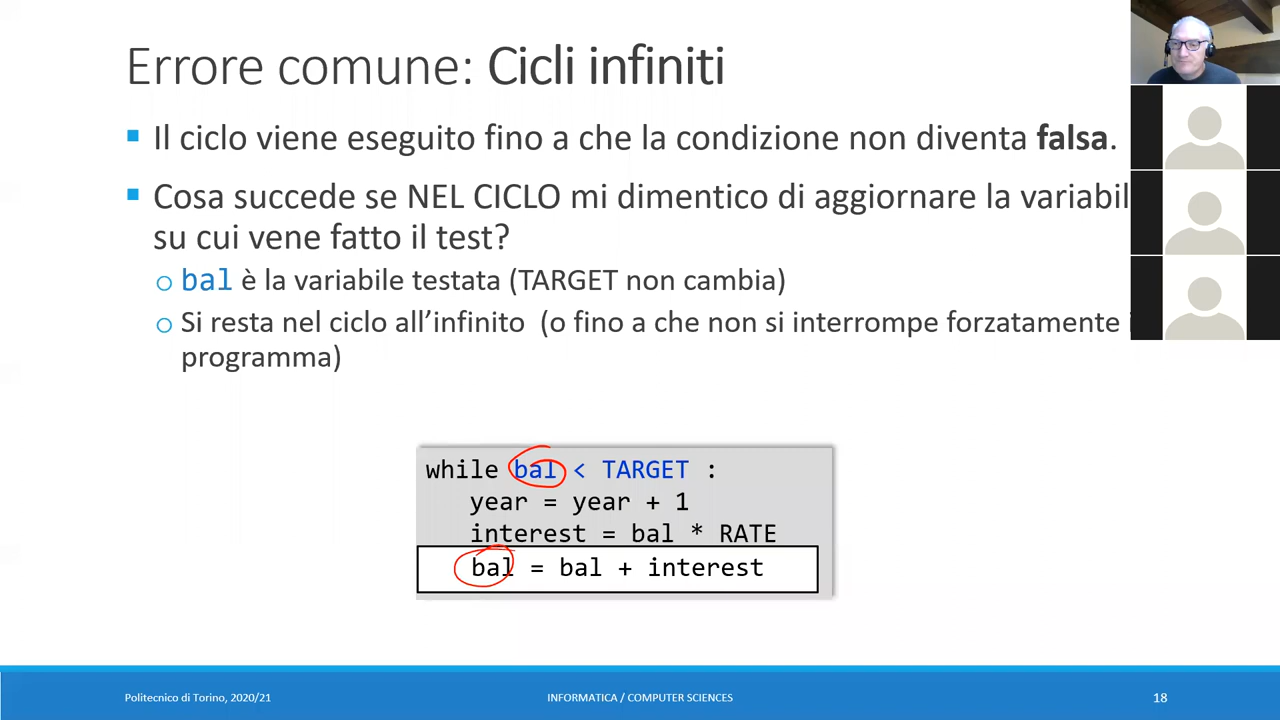 Errore comune: Cicli infiniti
Il ciclo viene eseguito fino a che la condizione non diventa falsa.
Cosa succede se NEL CICLO mi dimentico di aggiornare la variabil
su cui vene fatto il test?
bal è la variabile testata (TARGET non cambia)
Si resta nel ciclo all’infinito (o fino a che non si interrompe forzatamente i
programma)
while bal < TARGET :
year = year + 1
interest = bal * RATE
bal = bal + interest
Politecnico di Torino, 2020/21
INFORMATICA / COMPUTER SCIENCES
18